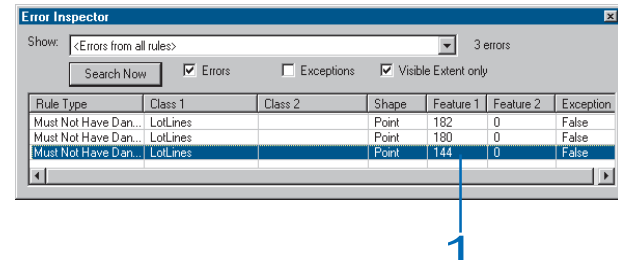 Error Inspector
Show: <Errors from all rules> 3 errors
Search Now Errors Exceptions Visible Extent only
Rule Type Class 1 Class 2 Shape Feature 1 Feature 2 Exception
Must Not Have Dan... LotLines Point 182 0 False
Must Not Have Dan... LotLines Point 180 0 False
Must Not Have Dan... LotLines Point 144 0 False
1